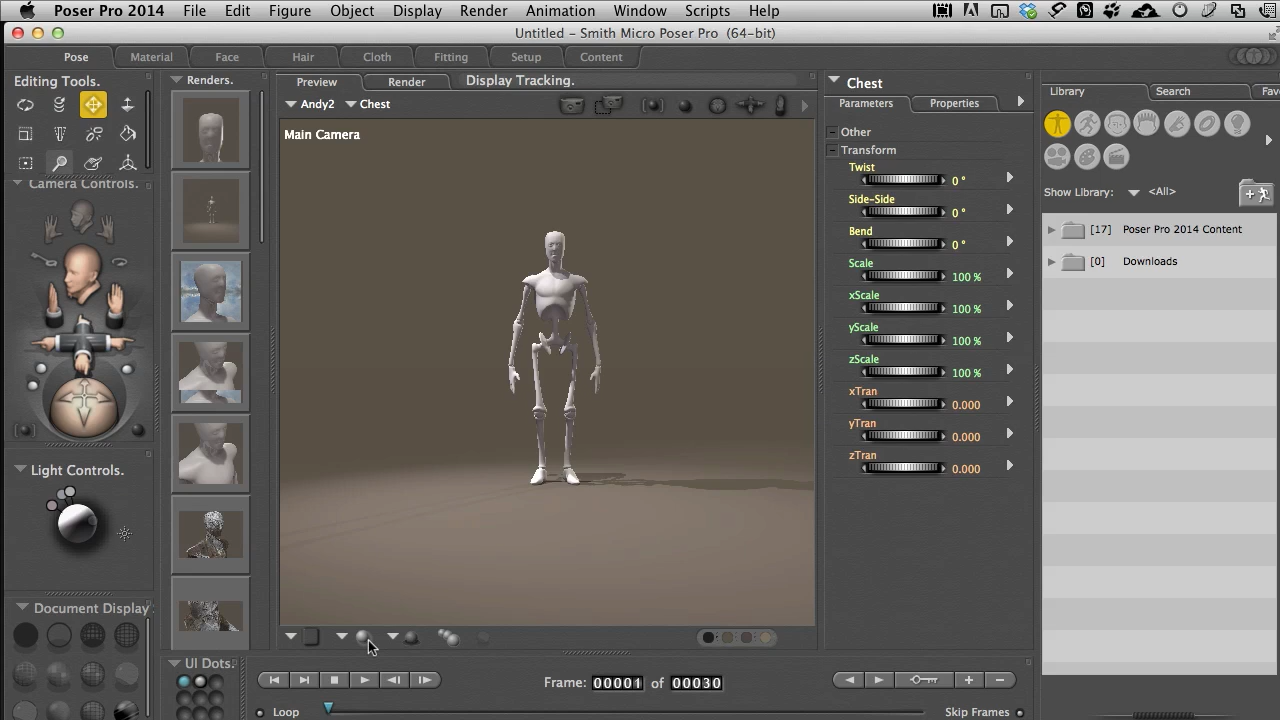 Poser Pro 2014 File Edit Figure Object Display Render Animation Window Scripts Help
Untitled – Smith Micro Poser Pro (64-bit)
Pose Material Face Hair Cloth Fitting Setup Content
Editing Tools.
Renders.
Preview Render Display Tracking.
Andy2 Chest
Main Camera
Camera Controls.
Light Controls.
Document Display
UI Dots.
Chest
Parameters Properties
Other
Transform
Twist
0 °
Side-Side
0 °
Bend
0 °
Scale
100 %
xScale
100 %
yScale
100 %
zScale
100 %
xTran
0.000
yTran
0.000
zTran
0.000
Library Search Favo
Show Library: <All>
[17] Poser Pro 2014 Content
[0] Downloads
Frame: 00001 of 00030
Loop Skip Frames